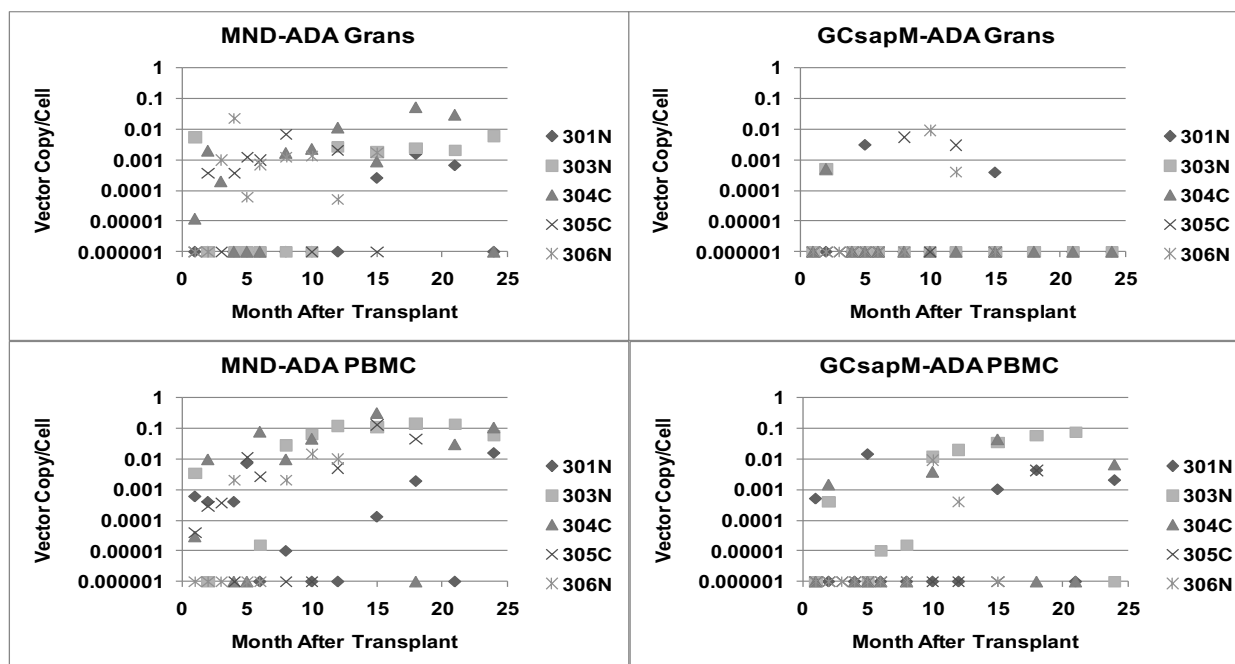 MND-ADA Grans
Vector Copy/Cell
1
0.1
0.01
0.001
0.0001
0.00001
0.000001
0 5 10 15 20 25
Month After Transplant
301N
303N
304C
305C
306N
GCsapM-ADA Grans
Vector Copy/Cell
1
0.1
0.01
0.001
0.0001
0.00001
0.000001
0 5 10 15 20 25
Month After Transplant
301N
303N
304C
305C
306N
MND-ADA PBMC
Vector Copy/Cell
1
0.1
0.01
0.001
0.0001
0.00001
0.000001
0 5 10 15 20 25
Month After Transplant
301N
303N
304C
305C
306N
GCsapM-ADA PBMC
Vector Copy/Cell
1
0.1
0.01
0.001
0.0001
0.00001
0.000001
0 5 10 15 20 25
Month After Transplant
301N
303N
304C
305C
306N